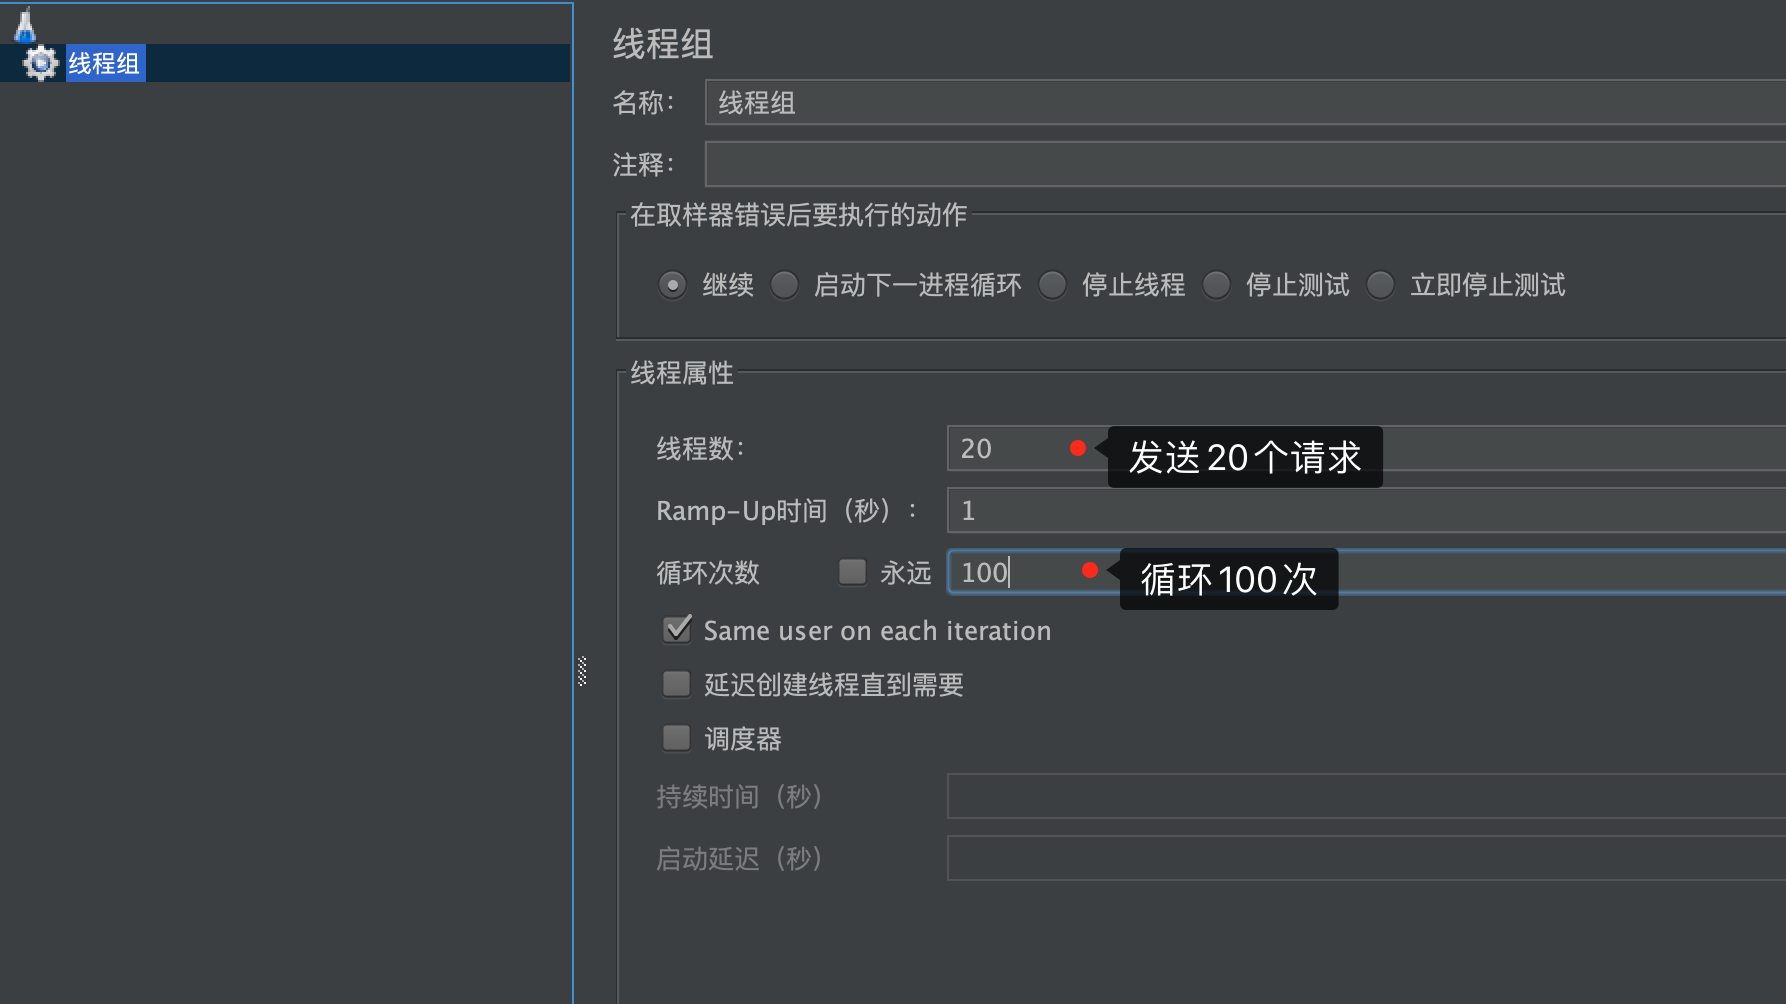 线程组
线程组
名称： 线程组
注释：
在取样器错误后要执行的动作
继续 启动下一进程循环 停止线程 停止测试 立即停止测试
线程属性
线程数： 20 发送20个请求
Ramp-Up时间（秒）： 1
循环次数 永远 100 循环100次
Same user on each iteration
延迟创建线程直到需要
调度器
持续时间（秒）
启动延迟（秒）